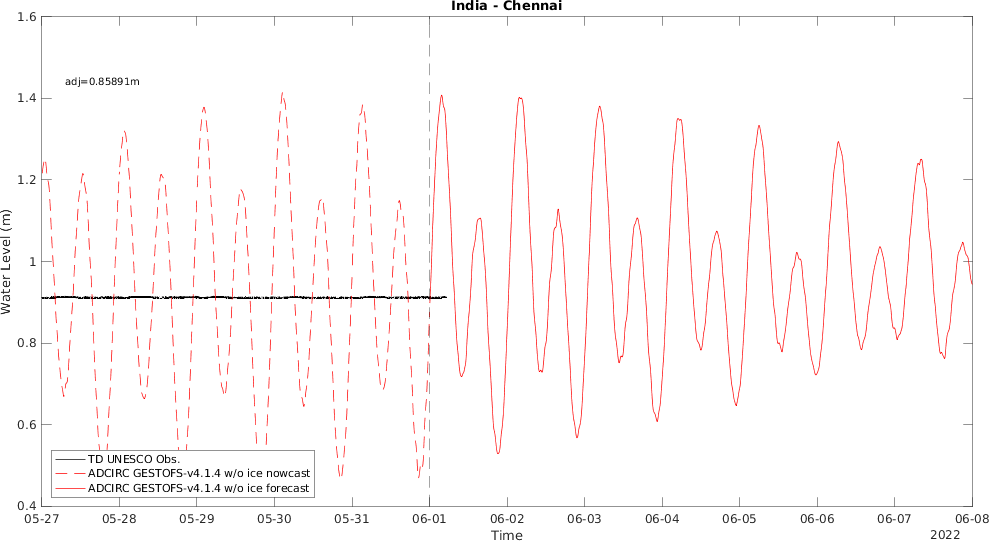 India - Chennai
adj=0.85891m
Water Level (m)
1.6
1.4
1.2
1
0.8
0.6
0.4
TD UNESCO Obs.
ADCIRC GESTOFS-v4.1.4 w/o ice nowcast
ADCIRC GESTOFS-v4.1.4 w/o ice forecast
05-27 05-28 05-29 05-30 05-31 06-01 06-02 06-03 06-04 06-05 06-06 06-07 06-08
Time
2022